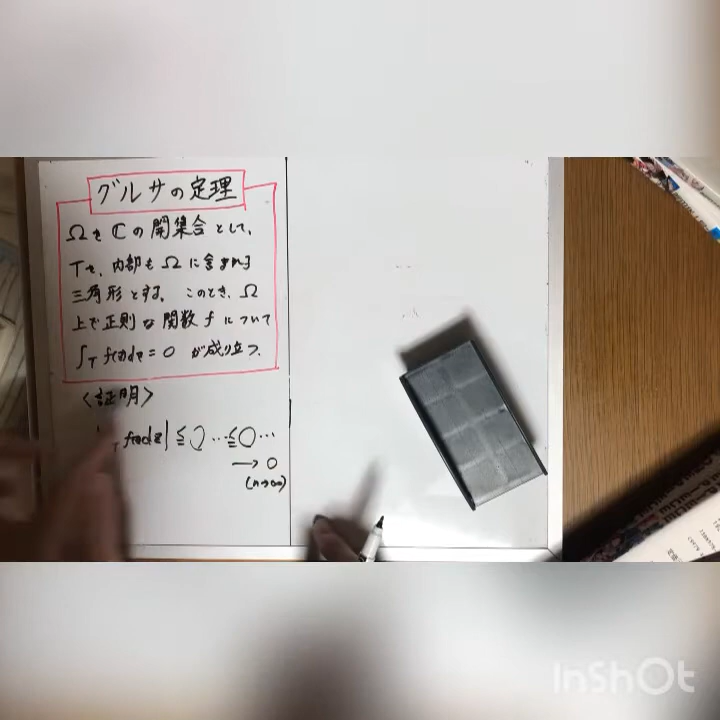 グルサの定理
Ωを ℂ の開集合として、
Tを、内部も Ω に含まれる
三角形とする。このとき、Ω
上で正則な関数 f について
∫_T f(z)dz = 0 が成り立つ。
<証明>
f(z)dz| ≦ ... ≦ ...
→ 0
(n→∞)
InShOt